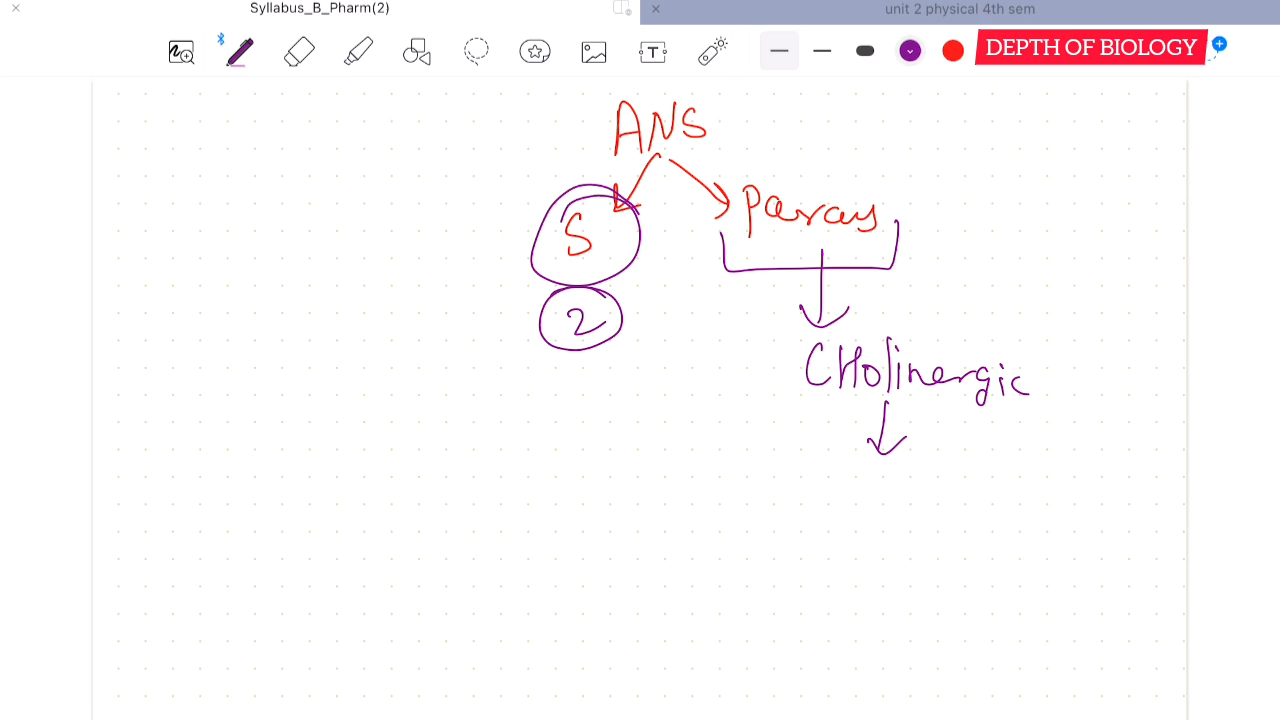 Syllabus_B_Pharm(2)
unit 2 physical 4th sem
T
DEPTH OF BIOLOGY
ANS
S
Paras
2
CHolinergic